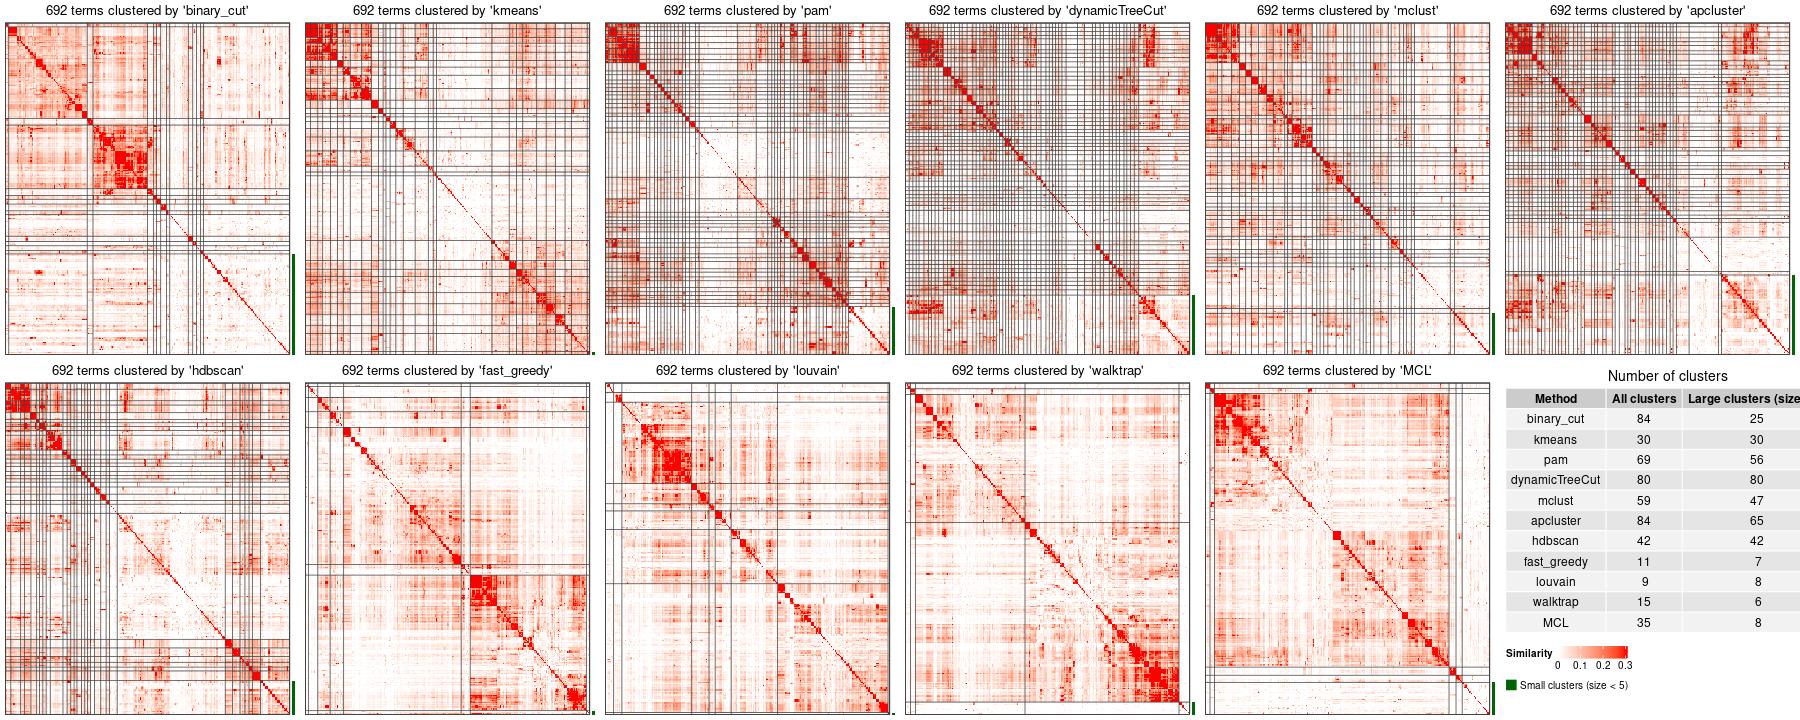 692 terms clustered by 'binary_cut'
692 terms clustered by 'kmeans'
692 terms clustered by 'pam'
692 terms clustered by 'dynamicTreeCut'
692 terms clustered by 'mclust'
692 terms clustered by 'apcluster'
692 terms clustered by 'hdbscan'
692 terms clustered by 'fast_greedy'
692 terms clustered by 'louvain'
692 terms clustered by 'walktrap'
692 terms clustered by 'MCL'
Number of clusters
Method All clusters Large clusters (size
binary_cut 84 25
kmeans 30 30
pam 69 56
dynamicTreeCut 80 80
mclust 59 47
apcluster 84 65
hdbscan 42 42
fast_greedy 11 7
louvain 9 8
walktrap 15 6
MCL 35 8
Similarity
0 0.1 0.2 0.3
Small clusters (size < 5)